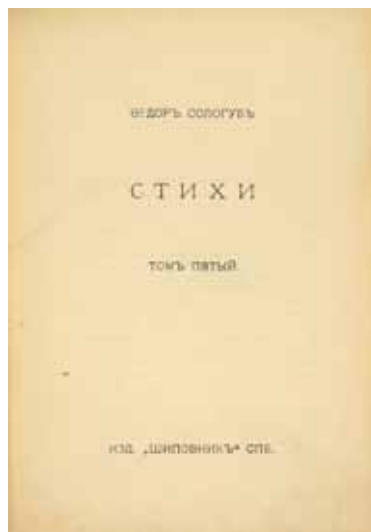 ѲЕДОРЪ СОЛОГУБЪ
СТИХИ
ТОМЪ ПЯТЫЙ
ИЗД. „ШИПОВНИКЪ“ СПБ.